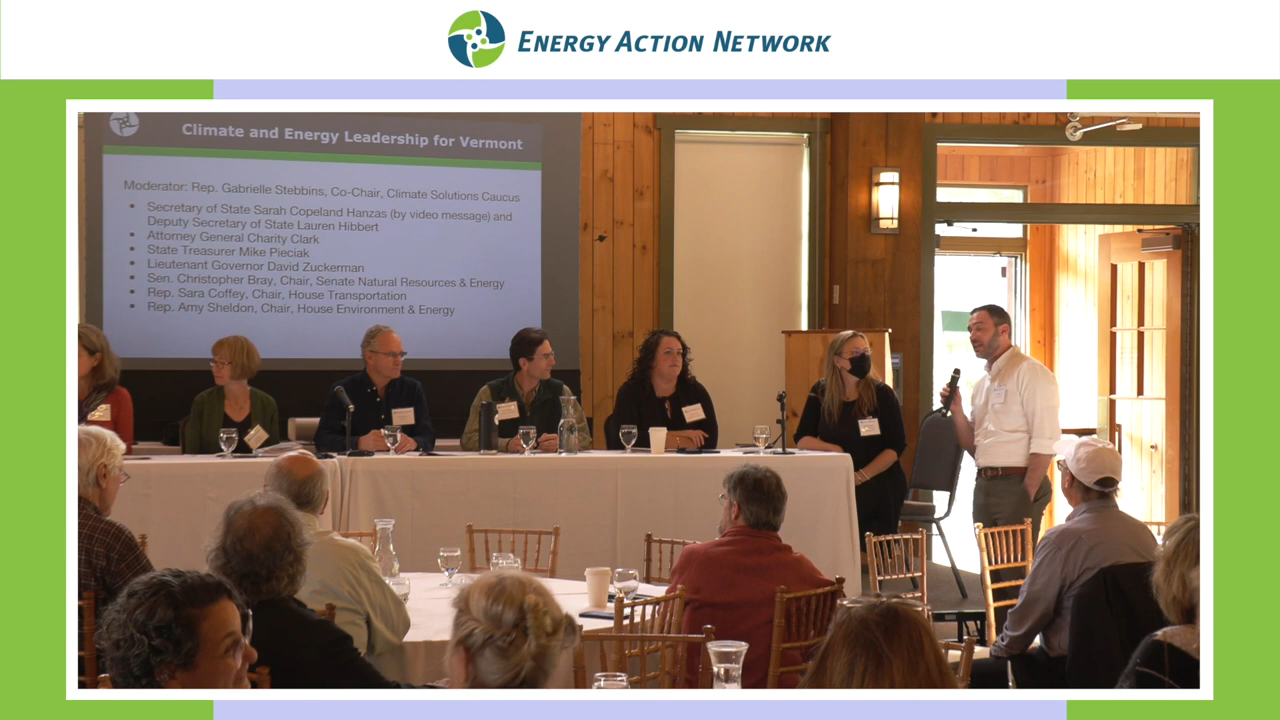 ENERGY ACTION NETWORK
Climate and Energy Leadership for Vermont
Moderator: Rep. Gabrielle Stebbins, Co-Chair, Climate Solutions Caucus
• Secretary of State Sarah Copeland Hanzas (by video message) and
Deputy Secretary of State Lauren Hibbert
• Attorney General Charity Clark
• State Treasurer Mike Pieciak
• Lieutenant Governor David Zuckerman
• Sen. Christopher Bray, Chair, Senate Natural Resources & Energy
• Rep. Sara Coffey, Chair, House Transportation
• Rep. Amy Sheldon, Chair, House Environment & Energy